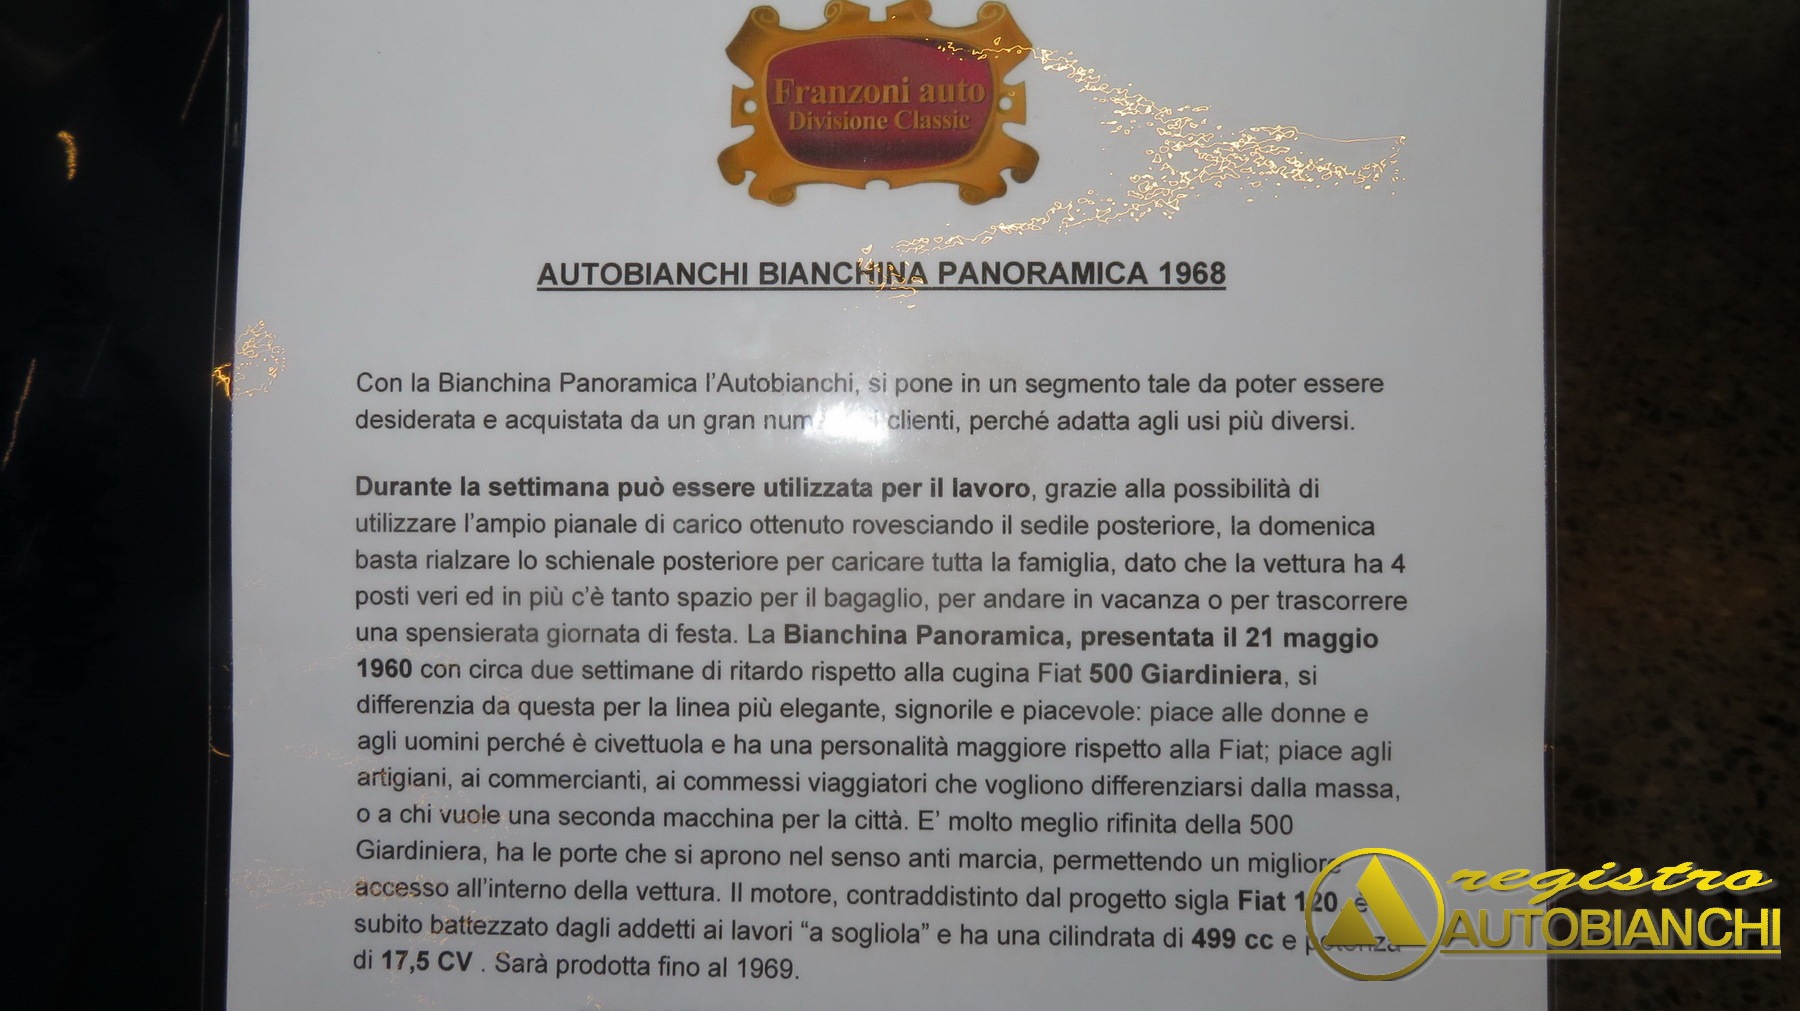 Franzoni auto
Divisione Classic
AUTOBIANCHI BIANCHINA PANORAMICA 1968
Con la Bianchina Panoramica l'Autobianchi, si pone in un segmento tale da poter essere
desiderata e acquistata da un gran clienti, perché adatta agli usi più diversi.
Durante la settimana può essere utilizzata per il lavoro, grazie alla possibilità di
utilizzare l'ampio pianale di carico ottenuto rovesciando il sedile posteriore, la domenica
basta rialzare lo schienale posteriore per caricare tutta la famiglia, dato che la vettura ha 4
posti veri ed in più c'è tanto spazio per il bagaglio, per andare in vacanza o per trascorrere
una spensierata giornata di festa. La Bianchina Panoramica, presentata il 21 maggio
1960 con circa due settimane di ritardo rispetto alla cugina Fiat 500 Giardiniera, si
differenzia da questa per la linea più elegante, signorile e piacevole: piace alle donne e
agli uomini perché è civettuola e ha una personalità maggiore rispetto alla Fiat; piace agli
artigiani, ai commercianti, ai commessi viaggiatori che vogliono differenziarsi dalla massa,
o a chi vuole una seconda macchina per la città. E' molto meglio rifinita della 500
Giardiniera, ha le porte che si aprono nel senso anti marcia, permettendo un migliore
accesso all'interno della vettura. Il motore, contraddistinto dal progetto sigla Fiat 120, è
subito battezzato dagli addetti ai lavori "a sogliola" e ha una cilindrata di 499 cc e potenza
di 17,5 CV . Sarà prodotta fino al 1969.
registro
AUTOBIANCHI